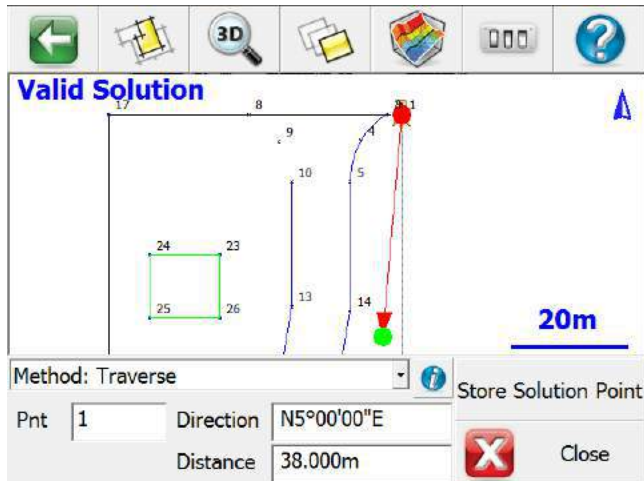 3D
?
Valid Solution
17
8
1
9
4
10
5
24
23
25
26
13
14
20m
Method: Traverse
i
Store Solution Point
Pnt
1
Direction
N5°00'00"E
Distance
38.000m
X
Close